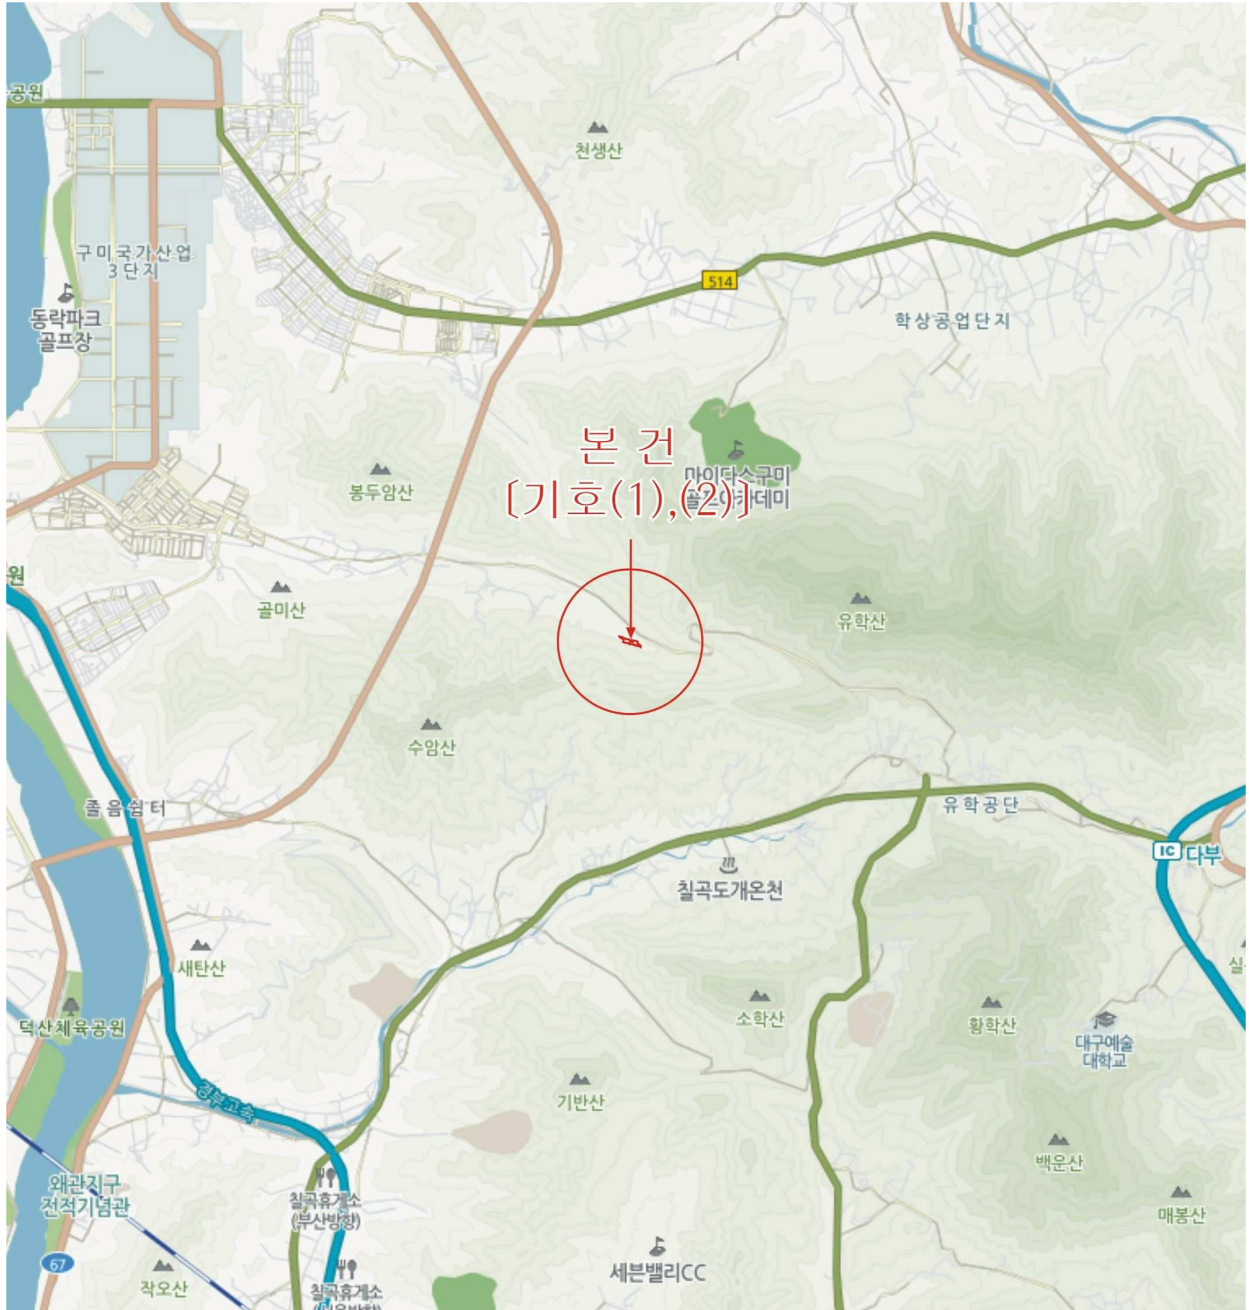 공원
천생산
구미국가산업
3단지
514
동락파크
골프장
학상공업단지
본 건
[기호(1),(2)]
마이다스구미
골프아카데미
봉두암산
원
골미산
유학산
수암산
졸음쉼터
유학공단
IC 다부
칠곡도개온천
새탄산
소학산
황학산
덕산체육공원
대구예술
대학교
경부고속
기반산
백운산
왜관지구
전적기념관
칠곡휴게소
(부산방향)
매봉산
67
작오산
세븐밸리CC
칠곡휴게소